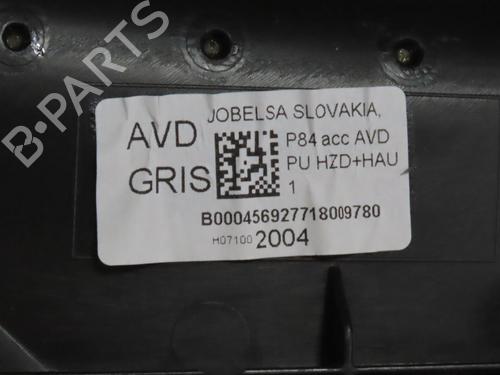 JOBELSA SLOVAKIA,
AVD
GRIS
P84 acc AVD
PU HZD+HAU
1
B000456927718009780
H07100 2004
B-PARTS